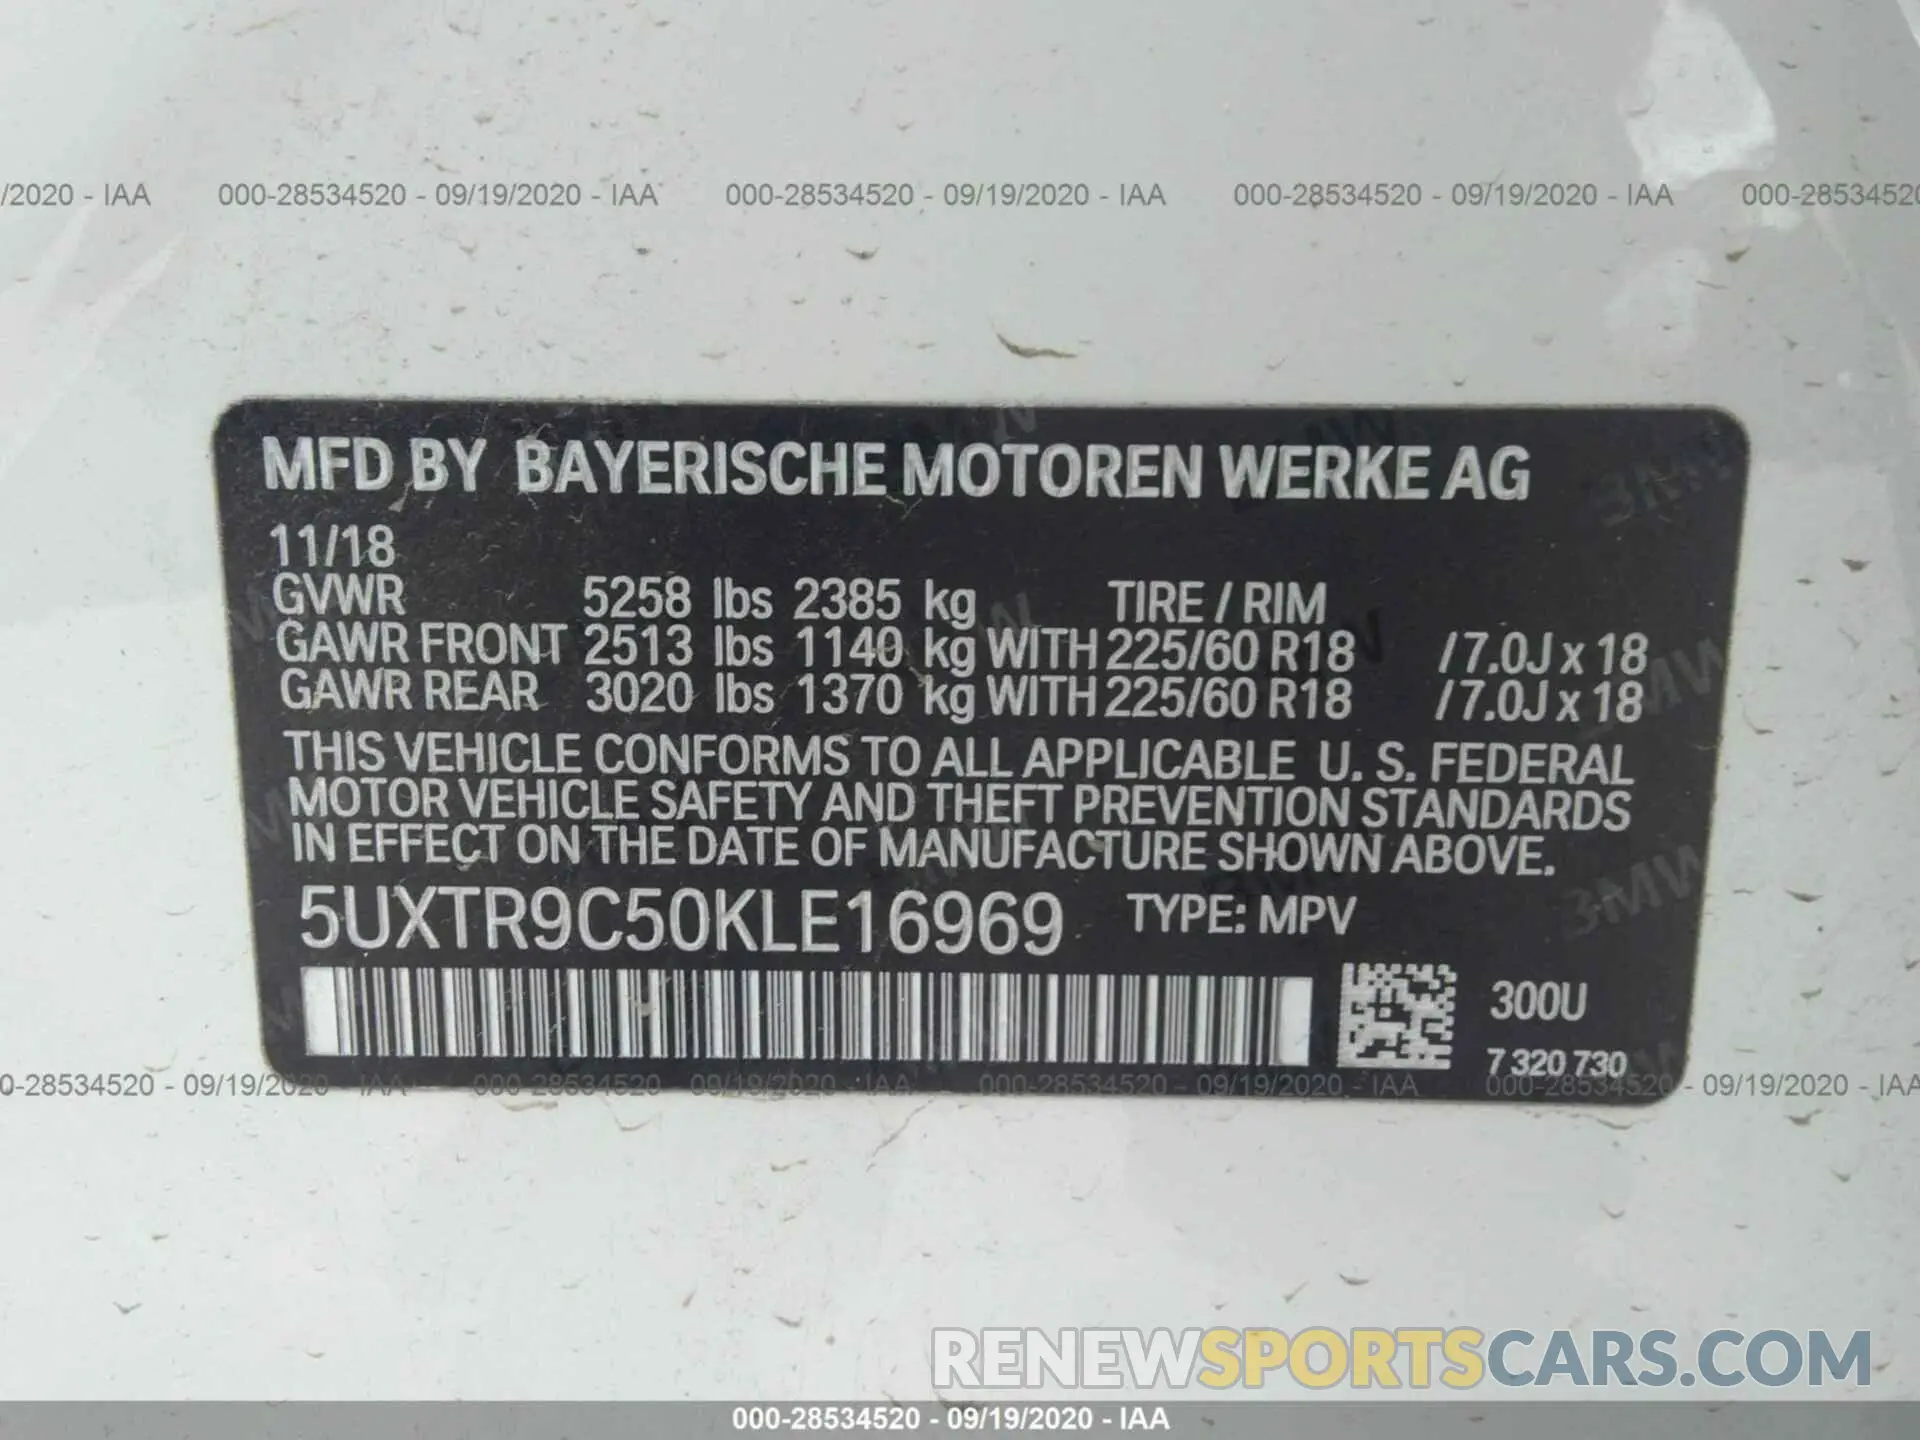 /2020 - IAA 000-28534520 - 09/19/2020 - IAA 000-28534520 - 09/19/2020 - IAA 000-28534520 - 09/19/2020 - IAA 000-28534520
MFD BY BAYERISCHE MOTOREN WERKE AG
11/18
GVWR 5258 lbs 2385 kg TIRE / RIM
GAWR FRONT 2513 lbs 1140 kg WITH 225/60 R18 /7.0J x 18
GAWR REAR 3020 lbs 1370 kg WITH 225/60 R18 /7.0J x 18
THIS VEHICLE CONFORMS TO ALL APPLICABLE U. S. FEDERAL
MOTOR VEHICLE SAFETY AND THEFT PREVENTION STANDARDS
IN EFFECT ON THE DATE OF MANUFACTURE SHOWN ABOVE.
5UXTR9C50KLE16969 TYPE: MPV
300U
7 320 730
0-28534520 - 09/19/2020 - IAA 000-28534520 - 09/19/2020 - IAA 000-28534520 - 09/19/2020 - IAA 000-28534520 - 09/19/2020 - IAA
RENEWSPORTSCARS.COM
000-28534520 - 09/19/2020 - IAA